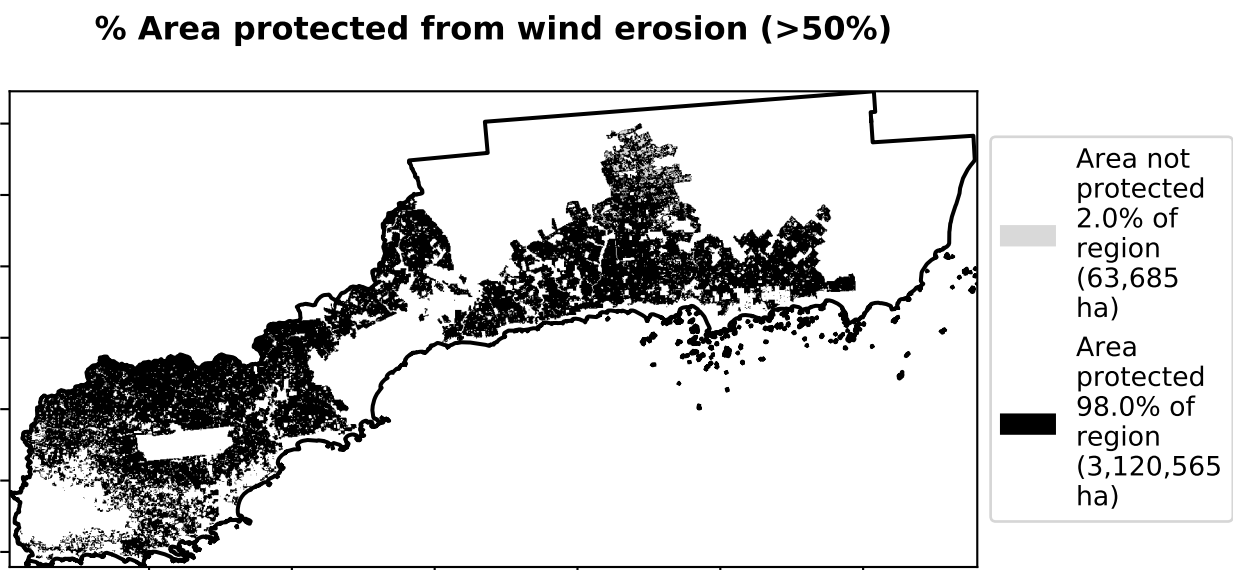 % Area protected from wind erosion (>50%)
Area not
protected
2.0% of
region
(63,685
ha)
Area
protected
98.0% of
region
(3,120,565
ha)